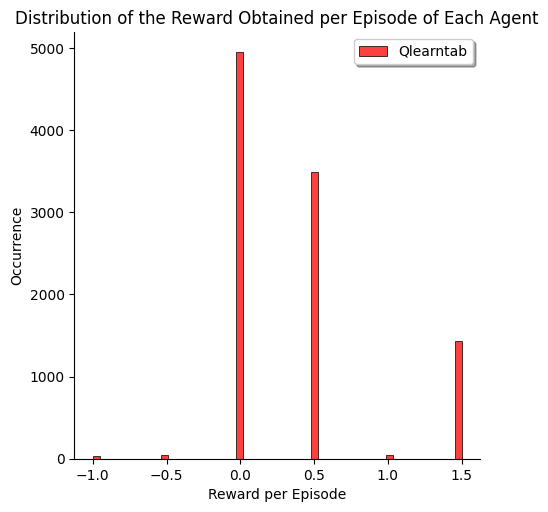 Distribution of the Reward Obtained per Episode of Each Agent
Qlearntab
5000
4000
3000
2000
1000
0
Occurrence
−1.0 −0.5 0.0 0.5 1.0 1.5
Reward per Episode